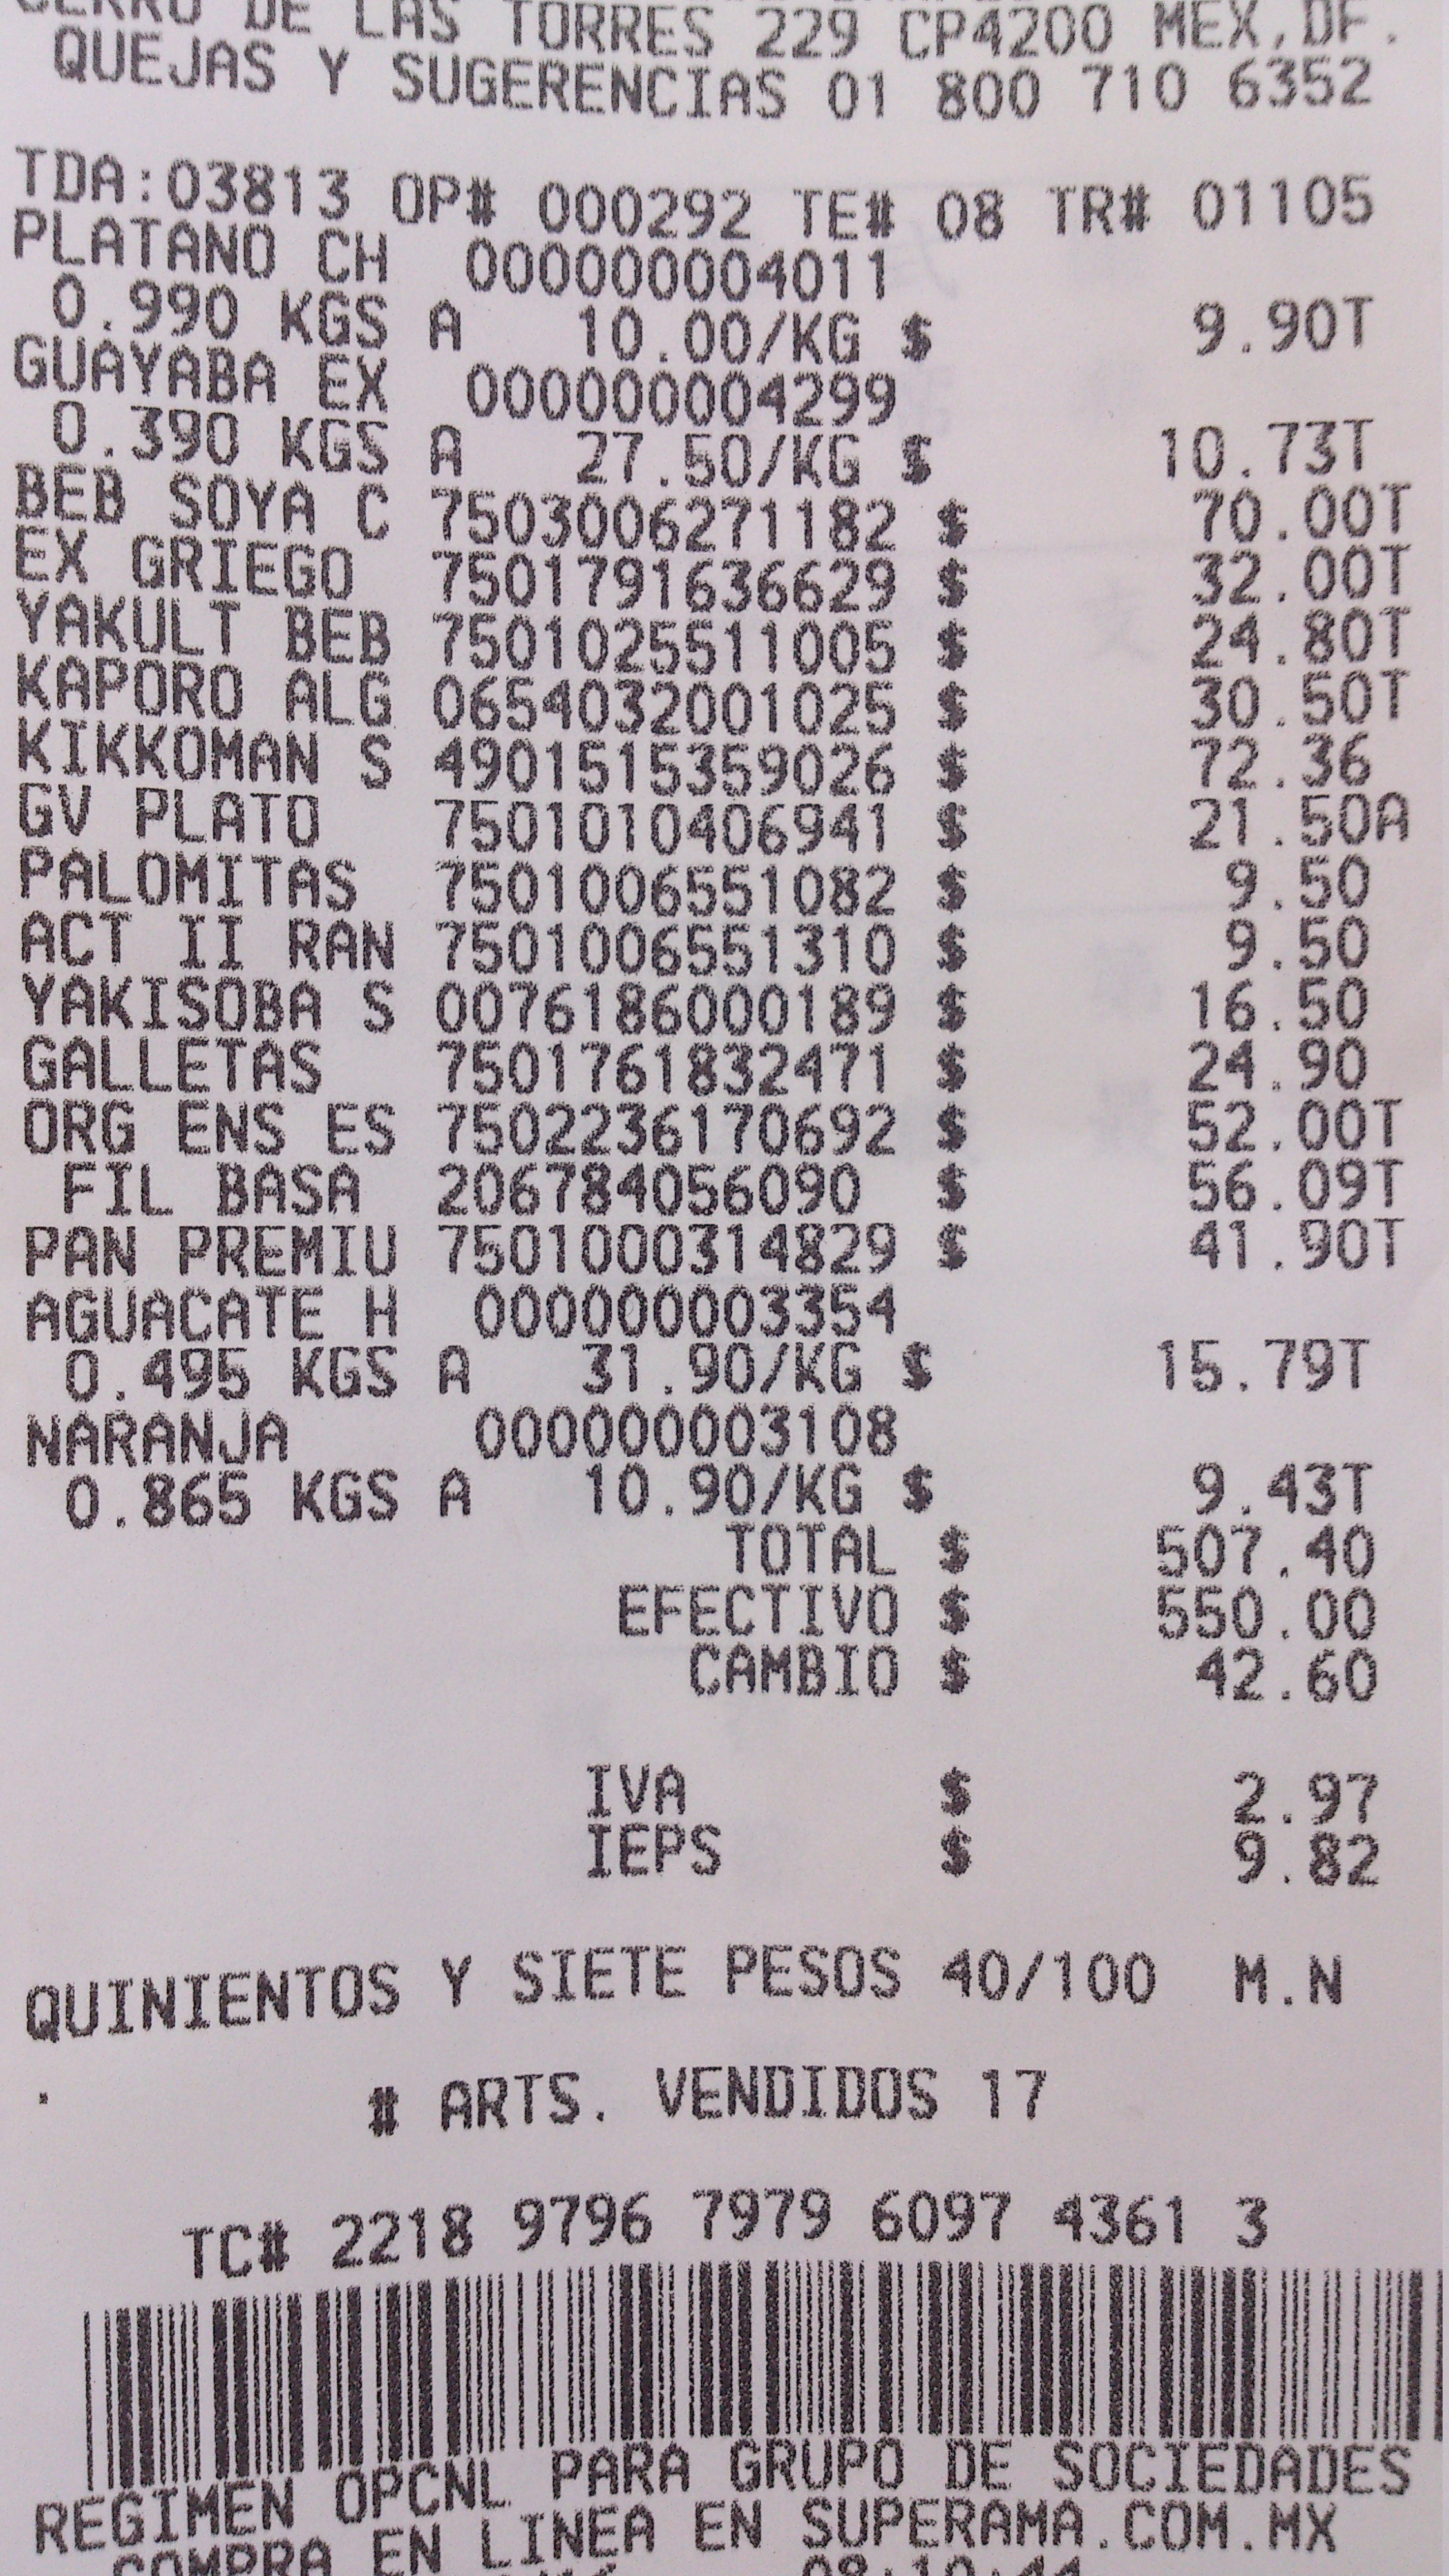 CERRO DE LAS TORRES 229 CP4200 MEX,DF.
QUEJAS Y SUGERENCIAS 01 800 710 6352
TDA:03813 OP# 000292 TE# 08 TR# 01105
PLATANO CH 000000004011
0.990 KGS A 10.00/KG $ 9.90T
GUAYABA EX 000000004299
0.390 KGS A 27.50/KG $ 10.73T
BEB SOYA C 7503006271182 $ 70.00T
EX GRIEGO 7501791636629 $ 32.00T
YAKULT BEB 7501025511005 $ 24.80T
KAPORO ALG 0654032001025 $ 30.50T
KIKKOMAN S 4901515359026 $ 72.36
GV PLATO 7501010406941 $ 21.50A
PALOMITAS 7501006551082 $ 9.50
ACT II RAN 7501006551310 $ 9.50
YAKISOBA S 0076186000189 $ 16.50
GALLETAS 7501761832471 $ 24.90
ORG ENS ES 7502236170692 $ 52.00T
FIL BASA 206784056090 $ 56.09T
PAN PREMIU 7501000314829 $ 41.90T
AGUACATE H 000000003354
0.495 KGS A 31.90/KG $ 15.79T
NARANJA 000000003108
0.865 KGS A 10.90/KG $ 9.43T
TOTAL $ 507.40
EFECTIVO $ 550.00
CAMBIO $ 42.60
IVA $ 2.97
IEPS $ 9.82
QUINIENTOS Y SIETE PESOS 40/100 M.N
# ARTS. VENDIDOS 17
TC# 2218 9796 7979 6097 4361 3
REGIMEN OPCNL PARA GRUPO DE SOCIEDADES
COMPRA EN LINEA EN SUPERAMA.COM.MX